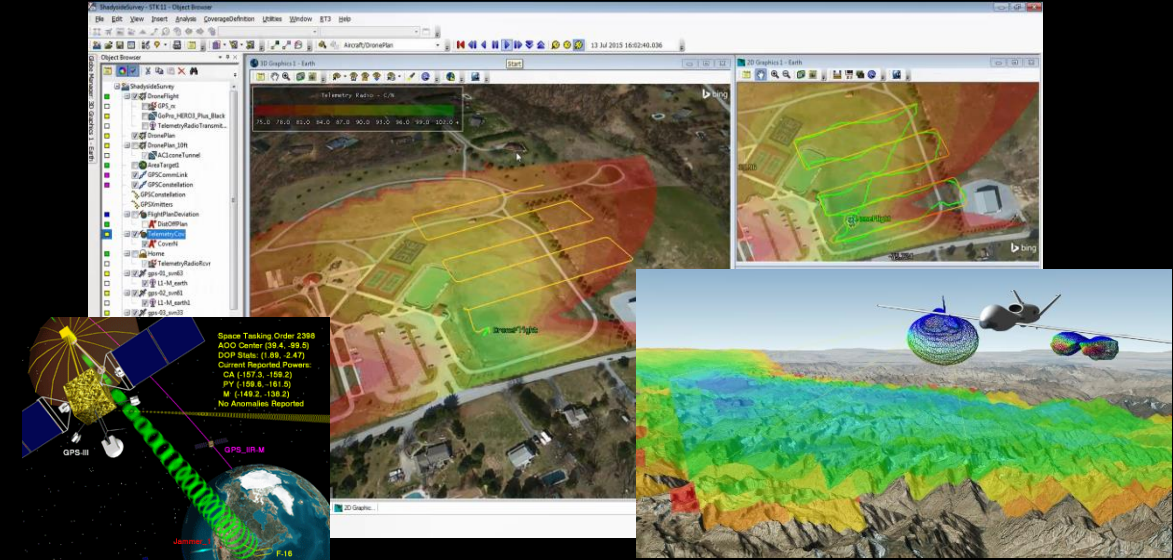 ShadysideSurvey - STK 11 - Object Browser
File Edit View Insert Analysis CoverageDefinition Utilities Window RT3 Help
Aircraft/DronePlan
13 Jul 2015 16:02:40.036
Start
Object Browser
ShadysideSurvey
DroneFlight
GPS_rx
GoPro_HERO3_Plus_Black
TelemetryRadioTransmit...
DronePlan
DronePlan_10ft
AC1coneTunnel
AreaTarget1
GPSCommLink
GPSConstellation
GPSConstellation
GPSXmitters
FlightPlanDeviation
DistOffPlan
TelemetryCov
CoverN
Home
TelemetryRadioRcvr
gps-01_svn63
L1-M_earth
gps-02_svn61
L1-M_earth1
gps-03_svn33
3D Graphics 1 - Earth
Telemetry Radio - C/N
75.0 78.0 81.0 84.0 87.0 90.0 93.0 96.0 99.0 102.0 +
bing
DroneFlight
2D Graphic...
2D Graphics 1 - Earth
DroneFlight
bing
Space Tasking Order 2398
AOO Center (39.4, -99.5)
DOP Stats: (1.89, -2.47)
Current Reported Powers:
CA (-157.3, -159.2)
PY (-159.6, -161.5)
M (-149.2, -138.2)
No Anomalies Reported
GPS-III
GPS_IIR-M
Jammer_
F-16